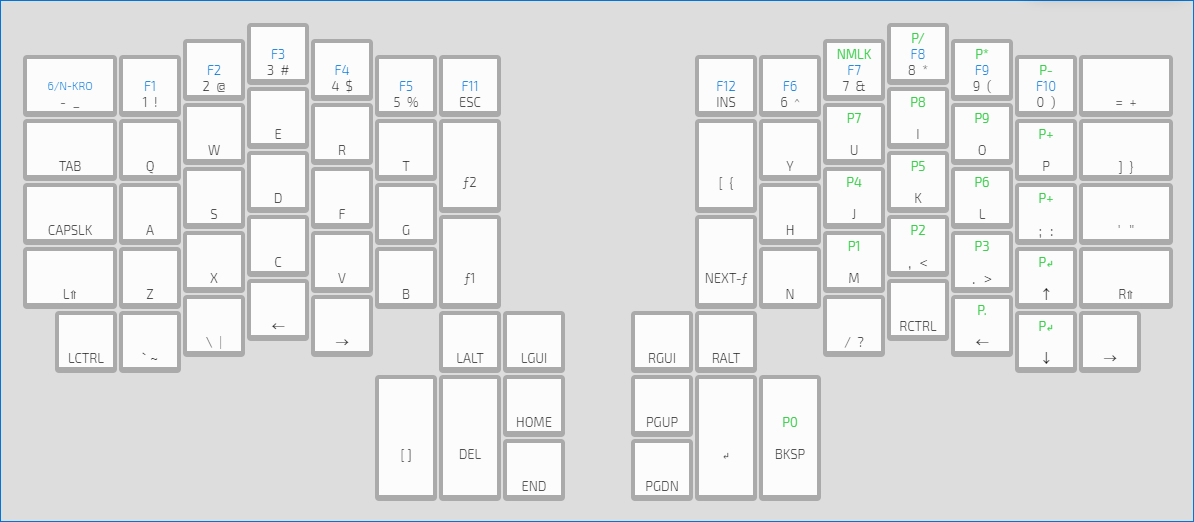 6/N-KRO
- _
F1
1 !
F2
2 @
F3
3 #
F4
4 $
F5
5 %
F11
ESC
F12
INS
F6
6 ^
NMLK
F7
7 &
P/
F8
8 *
P*
F9
9 (
P-
F10
0 )
= +
TAB
Q
W
E
R
T
ƒ2
[ {
Y
P7
U
P8
I
P9
O
P+
P
] }
CAPSLK
A
S
D
F
G
H
P4
J
P5
K
P6
L
P+
; :
' "
L⇑
Z
X
C
V
B
ƒ1
NEXT-ƒ
N
P1
M
P2
, <
P3
. >
P↵
↑
R⇑
LCTRL
` ~
\ |
←
→
LALT
LGUI
RGUI
RALT
/ ?
RCTRL
P.
←
P↵
↓
→
[ ]
DEL
HOME
END
PGUP
PGDN
↵
P0
BKSP